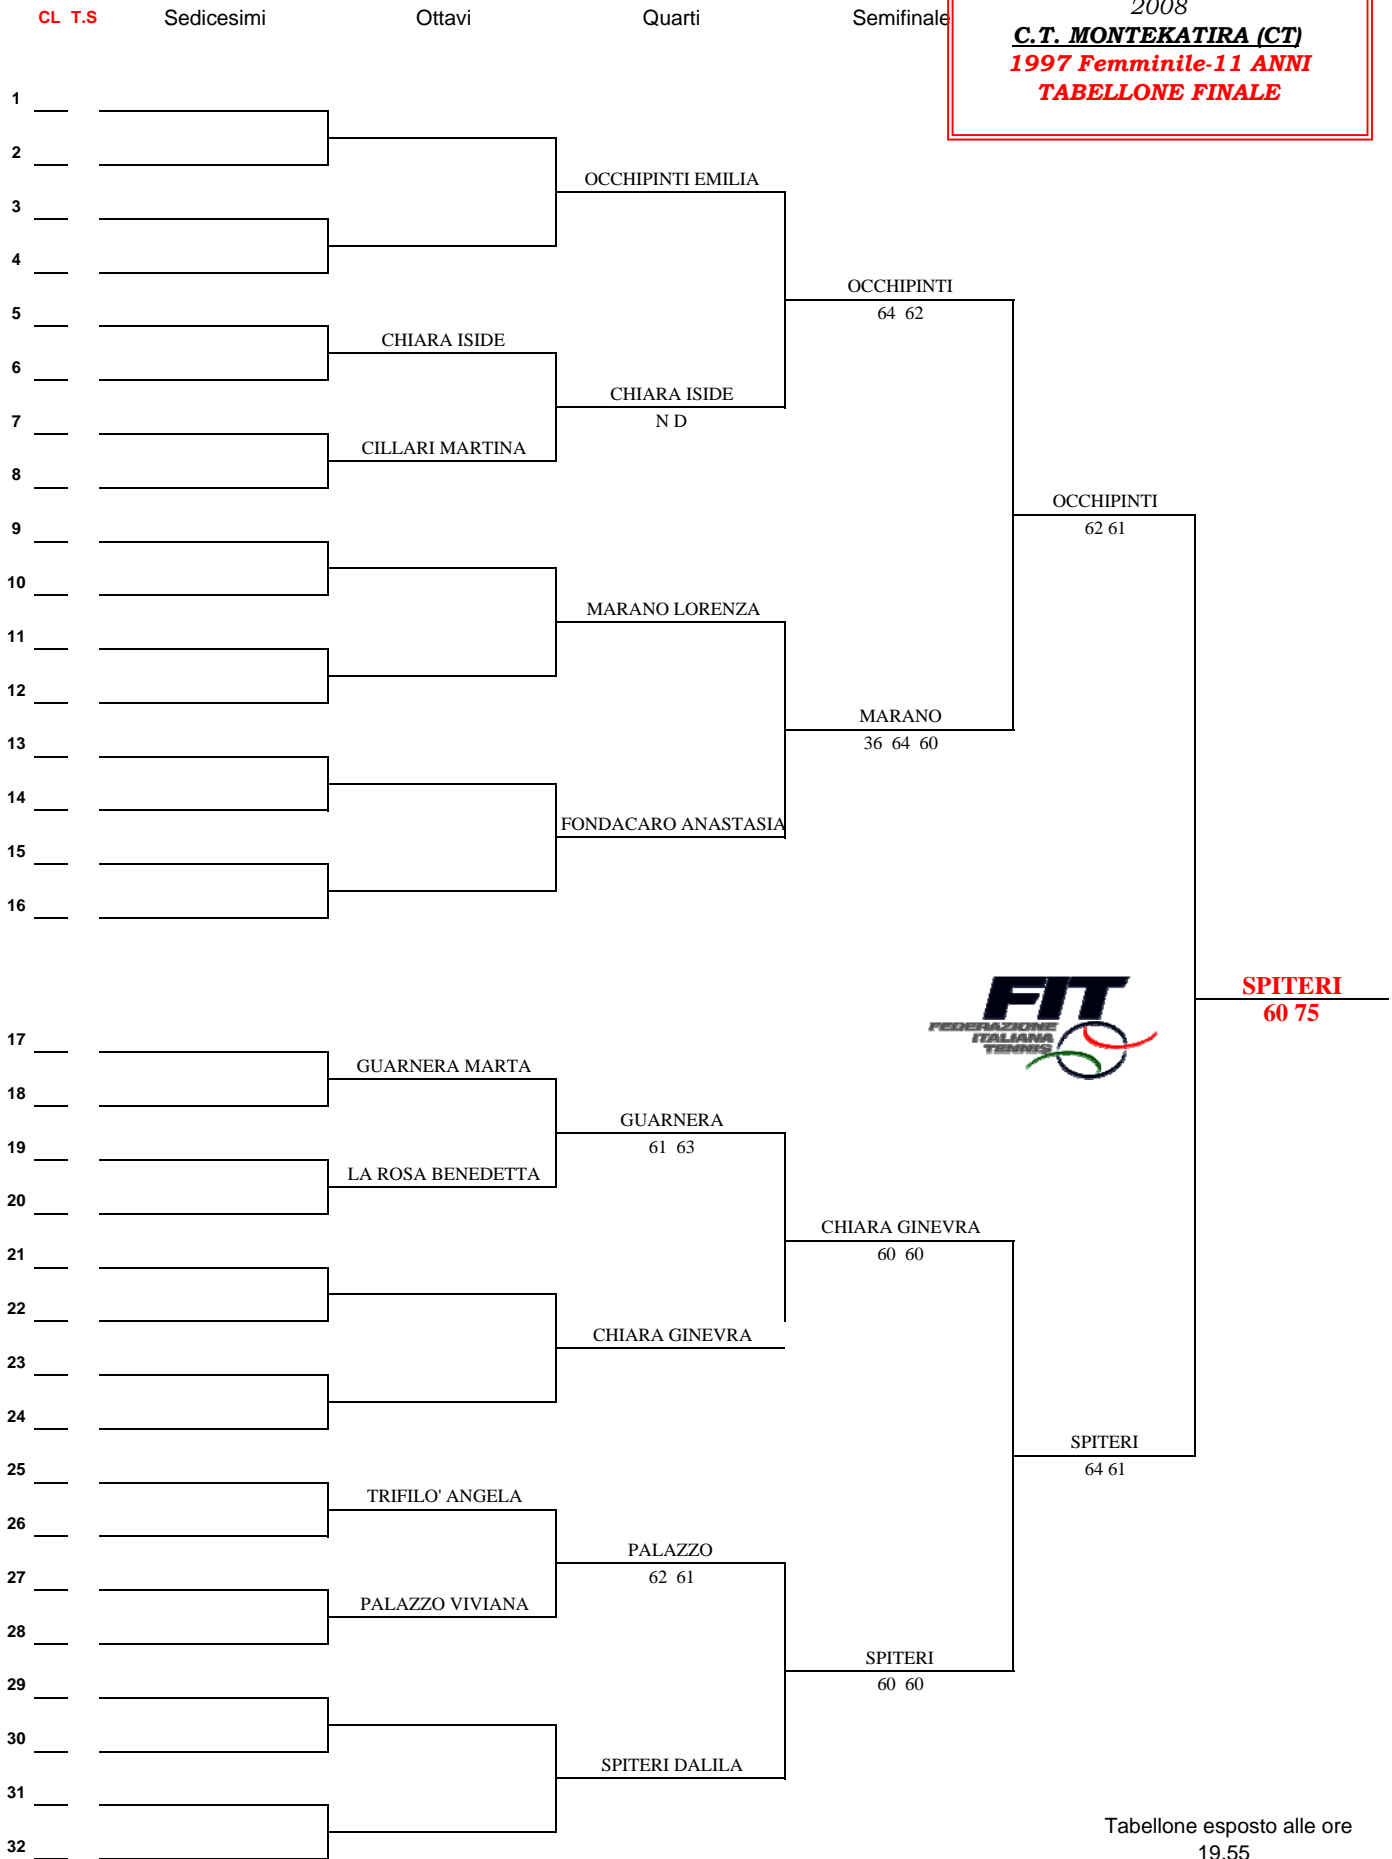 CL T.S Sedicesimi Ottavi Quarti Semifinale
2008
C.T. MONTEKATIRA (CT)
1997 Femminile-11 ANNI
TABELLONE FINALE
1
2
OCCHIPINTI EMILIA
3
4
OCCHIPINTI
5
64 62
CHIARA ISIDE
6
CHIARA ISIDE
7
N D
CILLARI MARTINA
8
OCCHIPINTI
9
62 61
10
MARANO LORENZA
11
12
MARANO
13
36 64 60
14
FONDACARO ANASTASIA
15
16
FIT
FEDERAZIONE
ITALIANA
TENNIS
SPITERI
60 75
17
GUARNERA MARTA
18
GUARNERA
19
61 63
LA ROSA BENEDETTA
20
CHIARA GINEVRA
21
60 60
22
CHIARA GINEVRA
23
24
SPITERI
25
64 61
TRIFILO' ANGELA
26
PALAZZO
27
62 61
PALAZZO VIVIANA
28
SPITERI
29
60 60
30
SPITERI DALILA
31
Tabellone esposto alle ore
32
19.55